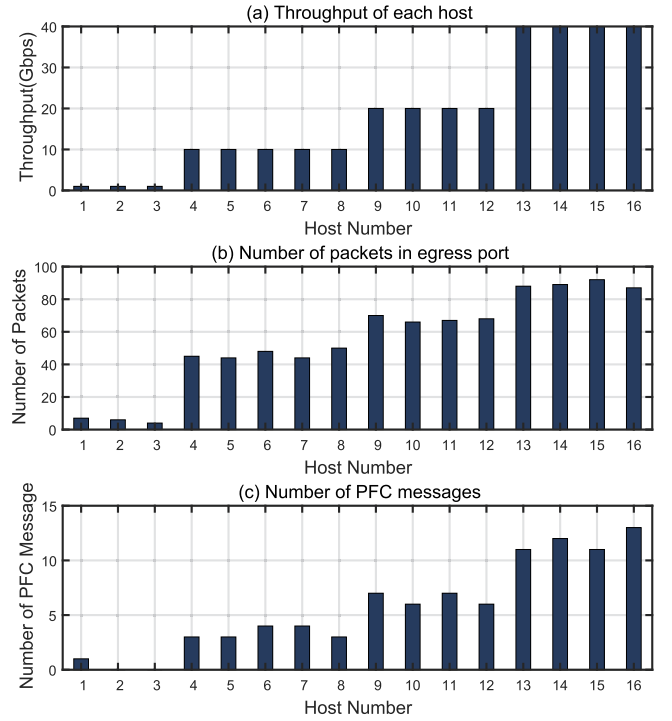 (a) Throughput of each host
Throughput(Gbps)
40
30
20
10
0
1 2 3 4 5 6 7 8 9 10 11 12 13 14 15 16
Host Number
(b) Number of packets in egress port
Number of Packets
100
80
60
40
20
0
1 2 3 4 5 6 7 8 9 10 11 12 13 14 15 16
Host Number
(c) Number of PFC messages
Number of PFC Message
15
10
5
0
1 2 3 4 5 6 7 8 9 10 11 12 13 14 15 16
Host Number